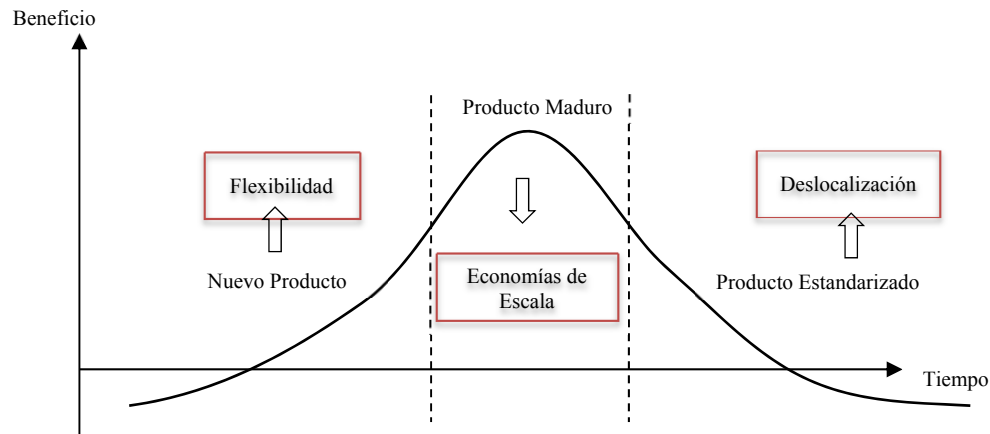 Beneficio
Producto Maduro
Flexibilidad
Deslocalización
Nuevo Producto
Economías de
Escala
Producto Estandarizado
Tiempo